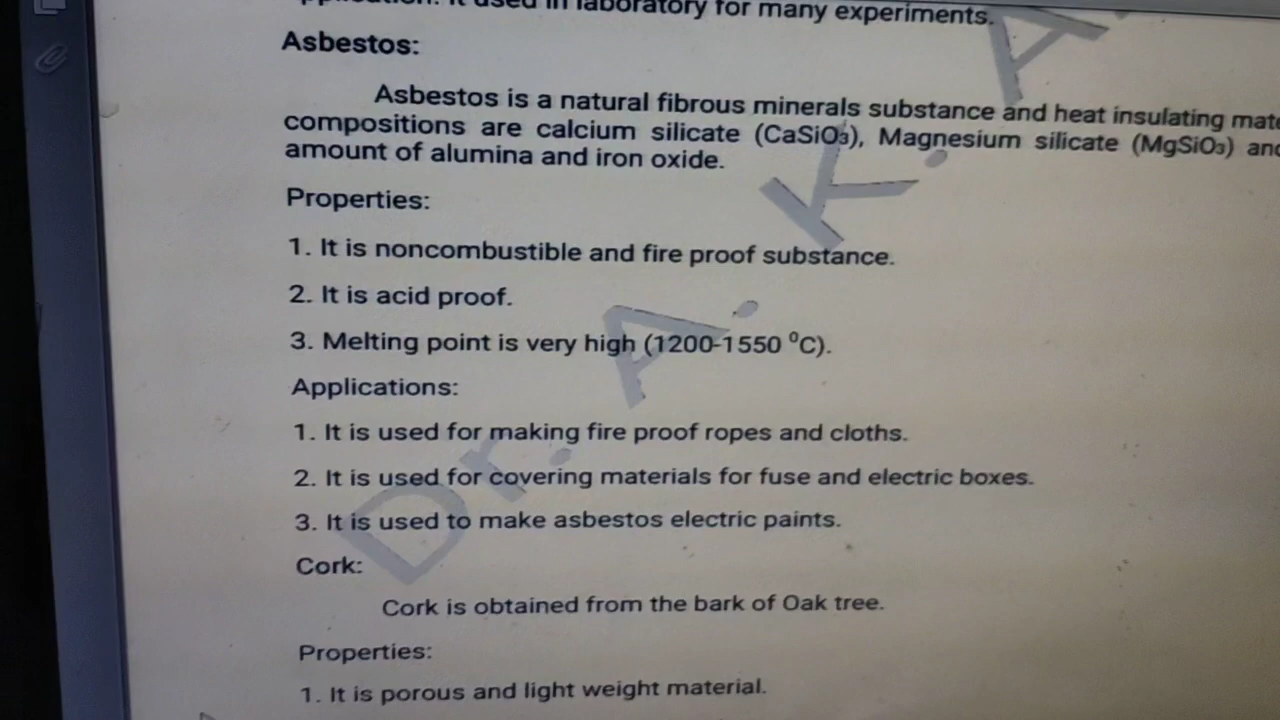 it used in laboratory for many experiments.
Asbestos:
Asbestos is a natural fibrous minerals substance and heat insulating
compositions are calcium silicate (CaSiO₃), Magnesium silicate (MgSiO₃)
amount of alumina and iron oxide.
Properties:
1. It is noncombustible and fire proof substance.
2. It is acid proof.
3. Melting point is very high (1200-1550 ⁰C).
Applications:
1. It is used for making fire proof ropes and cloths.
2. It is used for covering materials for fuse and electric boxes.
3. It is used to make asbestos electric paints.
Cork:
Cork is obtained from the bark of Oak tree.
Properties:
1. It is porous and light weight material.
Dr. A. K. A.